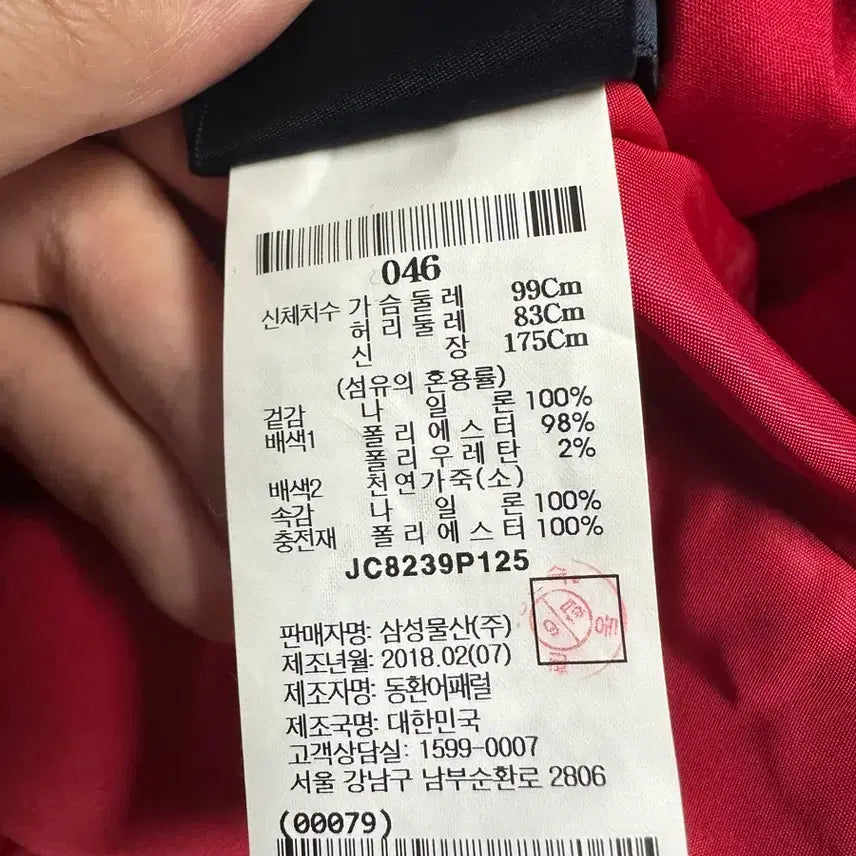 046
신체치수 가슴둘레 99Cm
허리둘레 83Cm
신장 175Cm
(섬유의 혼용률)
겉감 나일론 100%
배색1 폴리에스터 98%
폴리우레탄 2%
배색2 천연가죽(소)
속감 나일론 100%
충전재 폴리에스터 100%
JC8239P125
판매자명: 삼성물산(주)
제조년월: 2018.02(07)
제조자명: 동환어패럴
제조국명: 대한민국
고객상담실: 1599-0007
서울 강남구 남부순환로 2806
(00079)